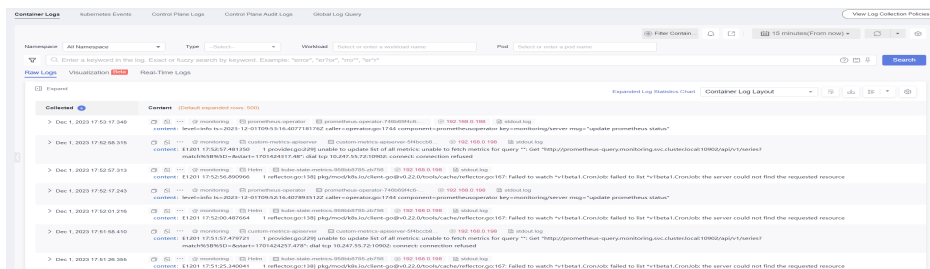 Container Logs Kubernetes Events Control Plane Logs Control Plane Audit Logs Global Log Query View Log Collection Policies
Filter Contain... 15 minutes(From now)
Namespace All Namespace Type --Select-- Workload Select or enter a workload name Pod Select or enter a pod name
Enter a keyword in the log. Exact or fuzzy search by keyword. Example: "error", "er?or", "rro*", "er*r" Search
Raw Logs Visualization Beta Real-Time Logs
Expand Expanded Log Statistics Chart Container Log Layout
Collected Content (Default expanded rows: 500)
Dec 1, 2023 17:53:17.348 monitoring prometheus-operator stdout.log
content: level=info ts=2023-12-01T09:53:16.407718176Z caller=operator.go:1744 component=prometheusoperator key=monitoring/server msg="update prometheus status"
Dec 1, 2023 17:52:58.315 monitoring custom-metrics-apiserver 192.168.0.198 stdout.log
content: E1201 17:52:57.481350 1 provider.go:229] unable to update list of all metrics: unable to fetch metrics for query "": Get "http://prometheus-query.monitoring.svc.cluster.local:10902/api/v1/series?
match%5B%5D=&start=1701424317.48": dial tcp 10.247.55.72:10902: connect: connection refused
Dec 1, 2023 17:52:57.313 monitoring kube-state-metrics 192.168.0.198 stdout.log
content: E1201 17:52:56.890966 1 reflector.go:138] pkg/mod/k8s.io/client-go@v0.22.0/tools/cache/reflector.go:167: Failed to watch *v1beta1.CronJob: failed to list *v1beta1.CronJob: the server could not find the requested resource
Dec 1, 2023 17:52:17.243 monitoring prometheus-operator 192.168.0.198 stdout.log
content: level=info caller=operator.go:1744 component=prometheusoperator key=monitoring/server msg="update prometheus status"
Dec 1, 2023 17:52:01.216 monitoring 192.168.0.198 stdout.log
content: E1201 17:52:00.487664 1 reflector.go:138] pkg/mod/k8s.io/client-go@v0.22.0/tools/cache/reflector.go:167: Failed to watch *v1beta1.CronJob: failed to list *v1beta1.CronJob: the server could not find the requested resource
Dec 1, 2023 17:51:58.410 monitoring custom-metrics-apiserver 192.168.0.198 stdout.log
content: E1201 17:51:57.479721 1 provider.go:229] unable to update list of all metrics: unable to fetch metrics for query "": Get "http://prometheus-query.monitoring.svc.cluster.local:10902/api/v1/series?
match%5B%5D=&start=1701424257.478": dial tcp 10.247.55.72:10902: connect: connection refused
Dec 1, 2023 17:51:26.355 monitoring 192.168.0.198 stdout.log
content: E1201 17:51:25.340041 1 reflector.go:138] pkg/mod/k8s.io/client-go@v0.22.0/tools/cache/reflector.go:167: Failed to watch *v1beta1.CronJob: failed to list *v1beta1.CronJob: the server could not find the requested resource